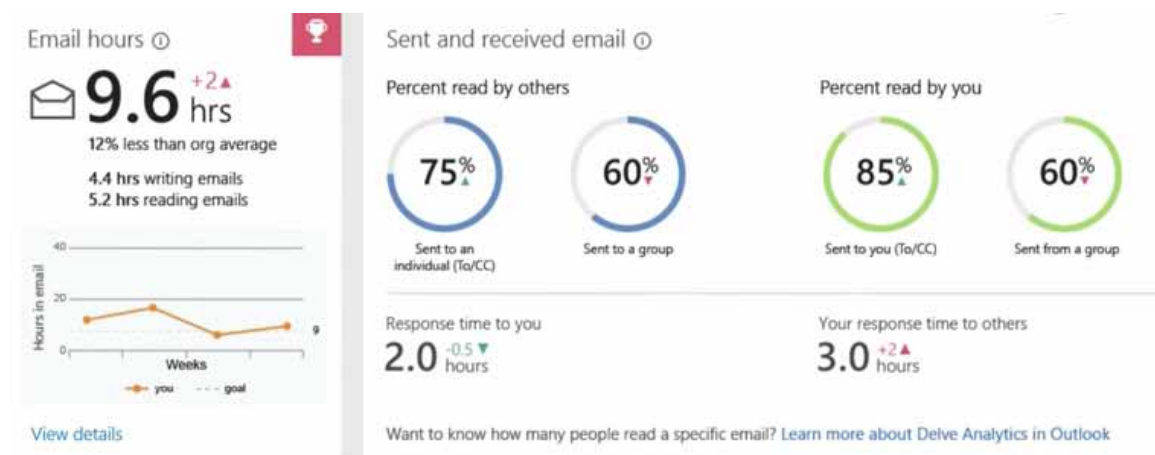 Email hours
9.6 +2▲ hrs
12% less than org average
4.4 hrs writing emails
5.2 hrs reading emails
40
20
0
Hours in email
9
Weeks
you
goal
View details
Sent and received email
Percent read by others
75%
Sent to an
individual (To/CC)
60%
Sent to a group
Percent read by you
85%
Sent to you (To/CC)
60%
Sent from a group
Response time to you
2.0 -0.5▼ hours
Your response time to others
3.0 +2▲ hours
Want to know how many people read a specific email? Learn more about Delve Analytics in Outlook